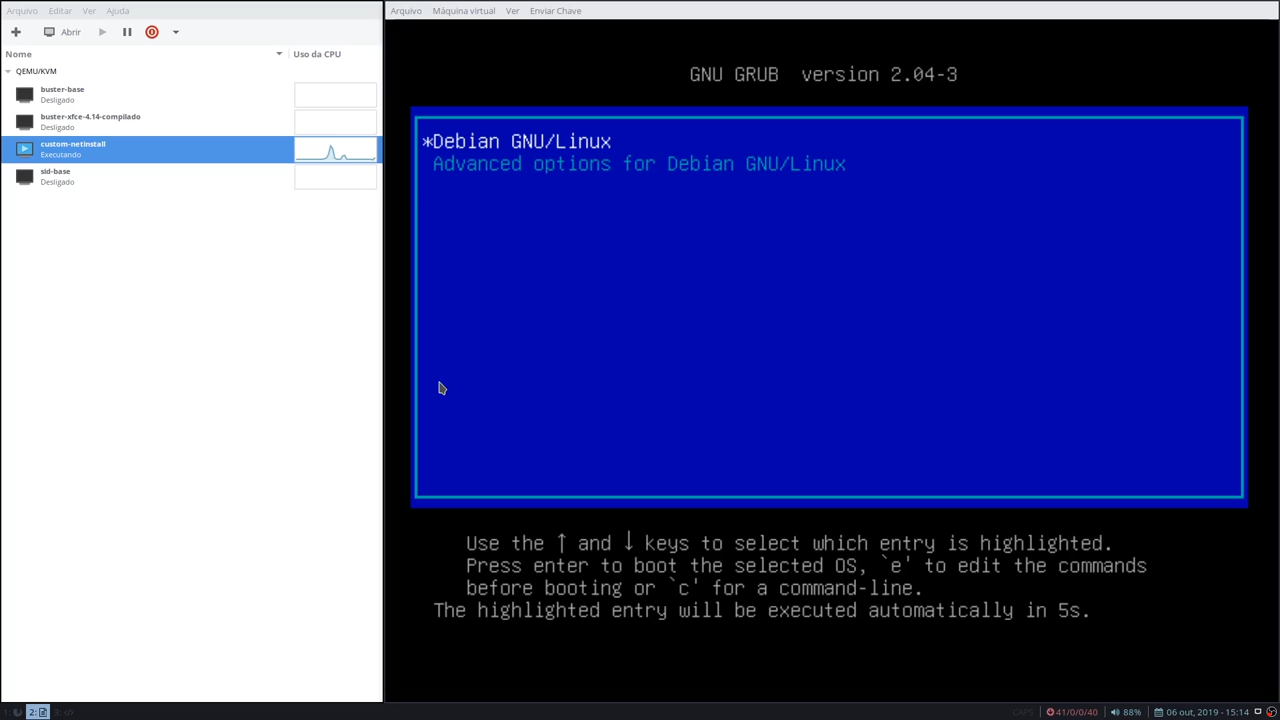 Arquivo Editar Ver Ajuda
Abrir
Nome Uso da CPU
QEMU/KVM
buster-base
Desligado
buster-xfce-4.14-compilado
Desligado
custom-netinstall
Executando
sid-base
Desligado
Arquivo Máquina virtual Ver Enviar Chave
GNU GRUB version 2.04-3
*Debian GNU/Linux
Advanced options for Debian GNU/Linux
Use the ↑ and ↓ keys to select which entry is highlighted.
Press enter to boot the selected OS, `e' to edit the commands
before booting or `c' for a command-line.
The highlighted entry will be executed automatically in 5s.
1: 2: 3: </> CAPS 41/0/0/40 88% 06 out, 2019 - 15:14